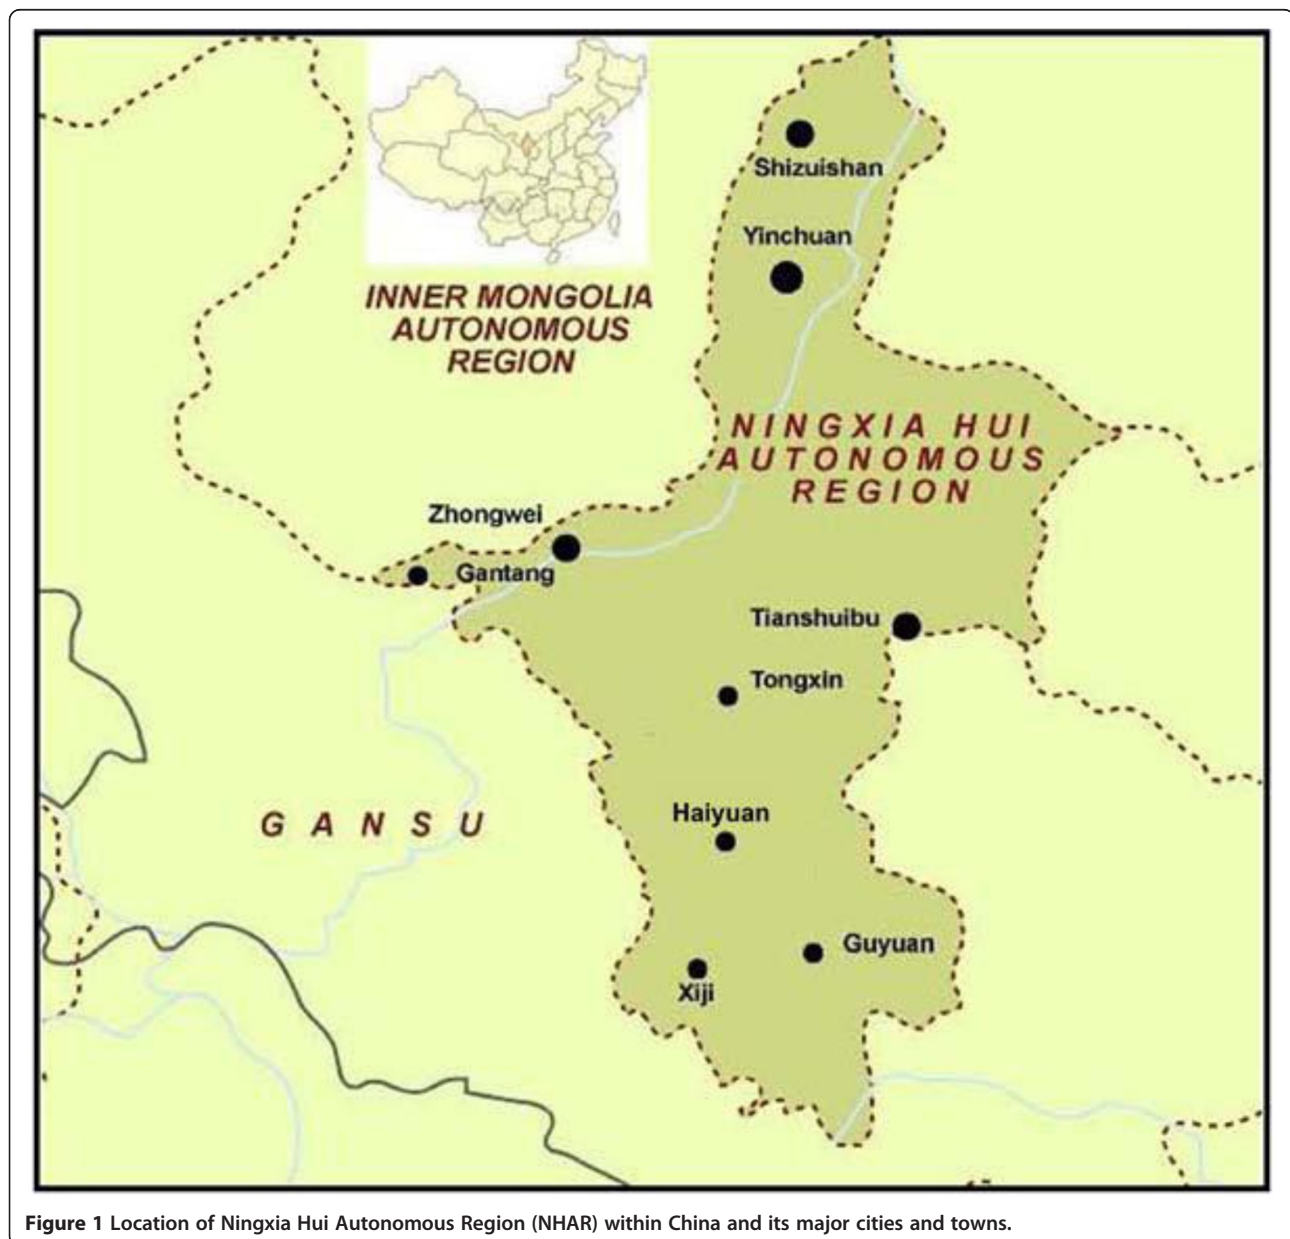 Shizuishan
Yinchuan
INNER MONGOLIA
AUTONOMOUS
REGION
NINGXIA HUI
AUTONOMOUS
REGION
Zhongwei
Gantang
Tianshuibu
Tongxin
Haiyuan
GANSU
Guyuan
Xiji
Figure 1 Location of Ningxia Hui Autonomous Region (NHAR) within China and its major cities and towns.